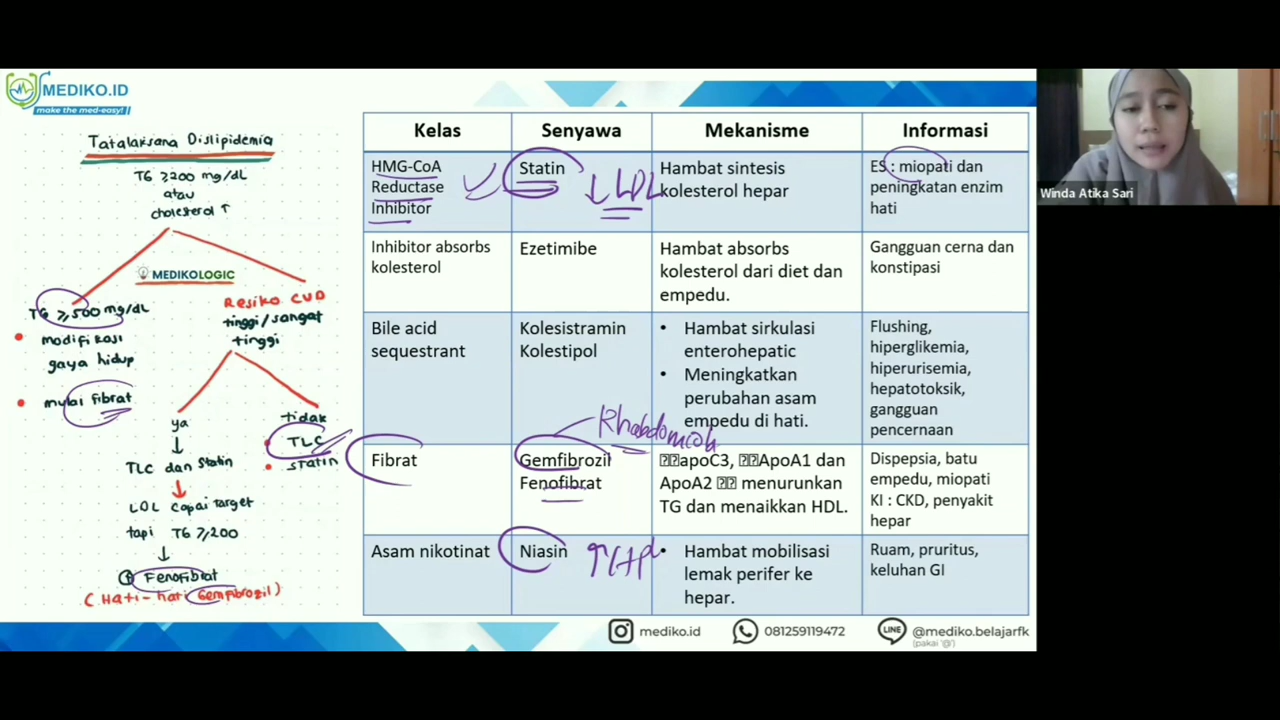 MEDIKO.ID
make the med-easy!
Tatalaksana Dislipidemia
TG ≥200 mg/dL
atau
cholesterol ↑
MEDIKOLOGIC
TG ≥500 mg/dL
• modifikasi
gaya hidup
• mulai fibrat
Resiko CVD
tinggi/sangat
tinggi
ya
↓
TLC dan Statin
↓
LDL capai target
tapi TG ≥200
↓
⊕ Fenofibrat
(Hati-hati Gemfibrozil)
tidak
• TLC
• statin
Kelas
Senyawa
Mekanisme
Informasi
HMG-CoA
Reductase
Inhibitor
Statin
↓ LDL
Hambat sintesis
kolesterol hepar
ES : miopati dan
peningkatan enzim
hati
Inhibitor absorbs
kolesterol
Ezetimibe
Hambat absorbs
kolesterol dari diet dan
empedu.
Gangguan cerna dan
konstipasi
Bile acid
sequestrant
Kolesistramin
Kolestipol
• Hambat sirkulasi
enterohepatic
• Meningkatkan
perubahan asam
empedu di hati.
Flushing,
hiperglikemia,
hiperurisemia,
hepatotoksik,
gangguan
pencernaan
Fibrat
Gemfibrozil
Fenofibrat
apoC3, ApoA1 dan
ApoA2 menurunkan
TG dan menaikkan HDL.
Dispepsia, batu
empedu, miopati
KI : CKD, penyakit
hepar
Asam nikotinat
Niasin
• Hambat mobilisasi
lemak perifer ke
hepar.
Ruam, pruritus,
keluhan GI
mediko.id
081259119472
LINE
@mediko.belajarfk
(pakai '@')
Winda Atika Sari